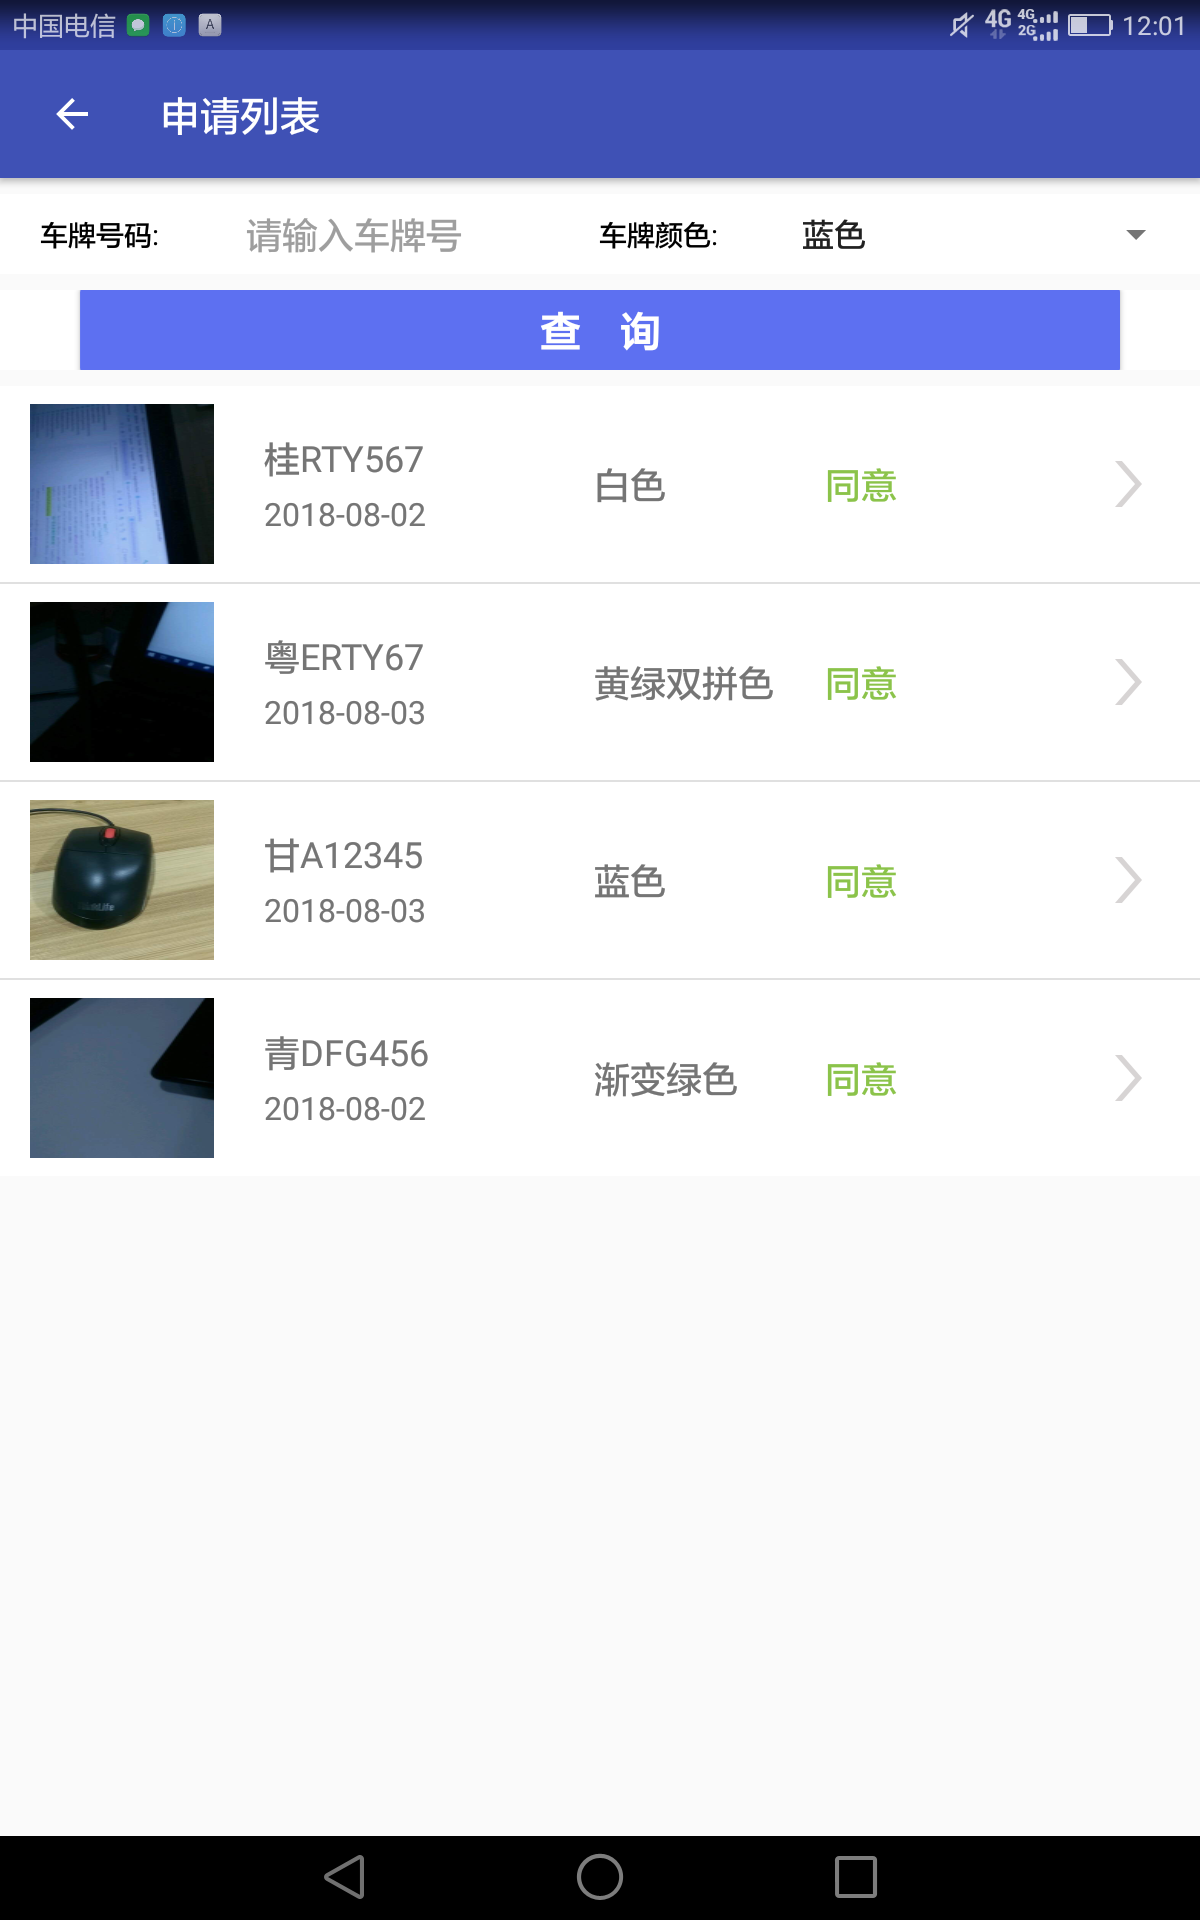 中国电信 A 4G 4G 2G 12:01
申请列表
车牌号码: 请输入车牌号 车牌颜色: 蓝色
查 询
桂RTY567
2018-08-02
白色 同意
粤ERTY67
2018-08-03
黄绿双拼色 同意
甘A12345
2018-08-03
蓝色 同意
青DFG456
2018-08-02
渐变绿色 同意